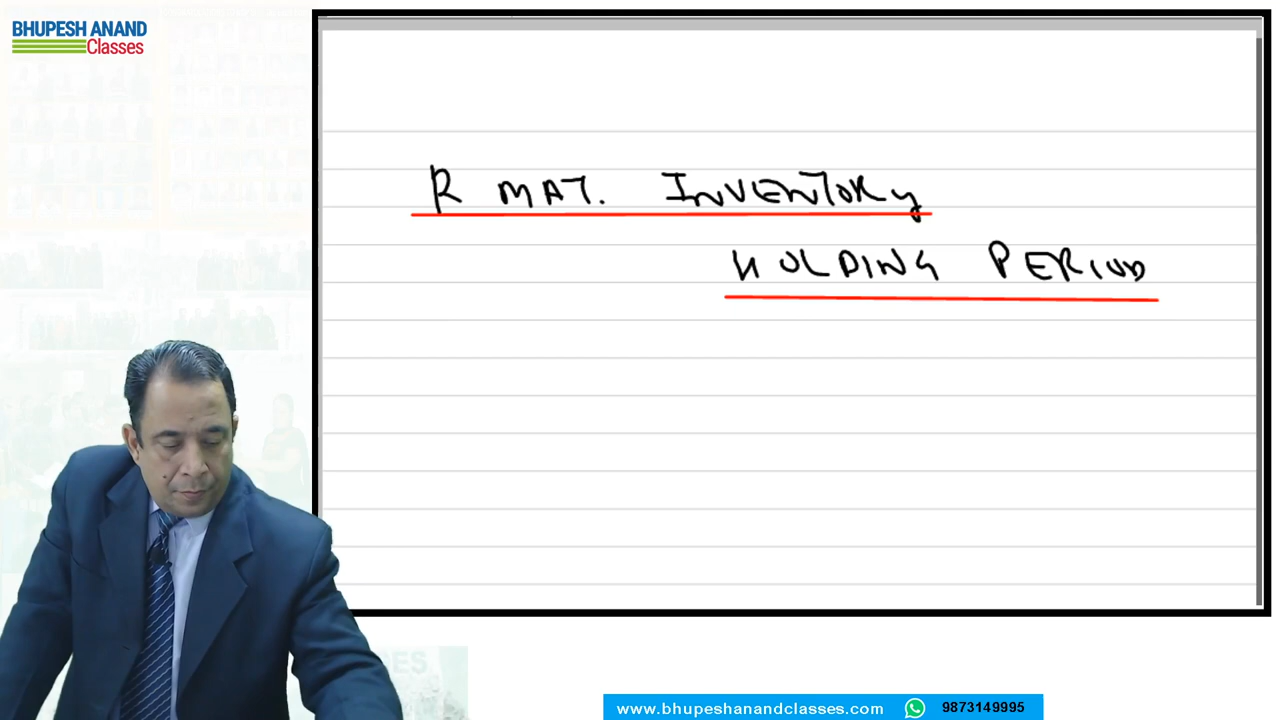 BHUPESH ANAND
Classes
R MAT. INVENTORY
HOLDING PERIOD
www.bhupeshanandclasses.com 9873149995